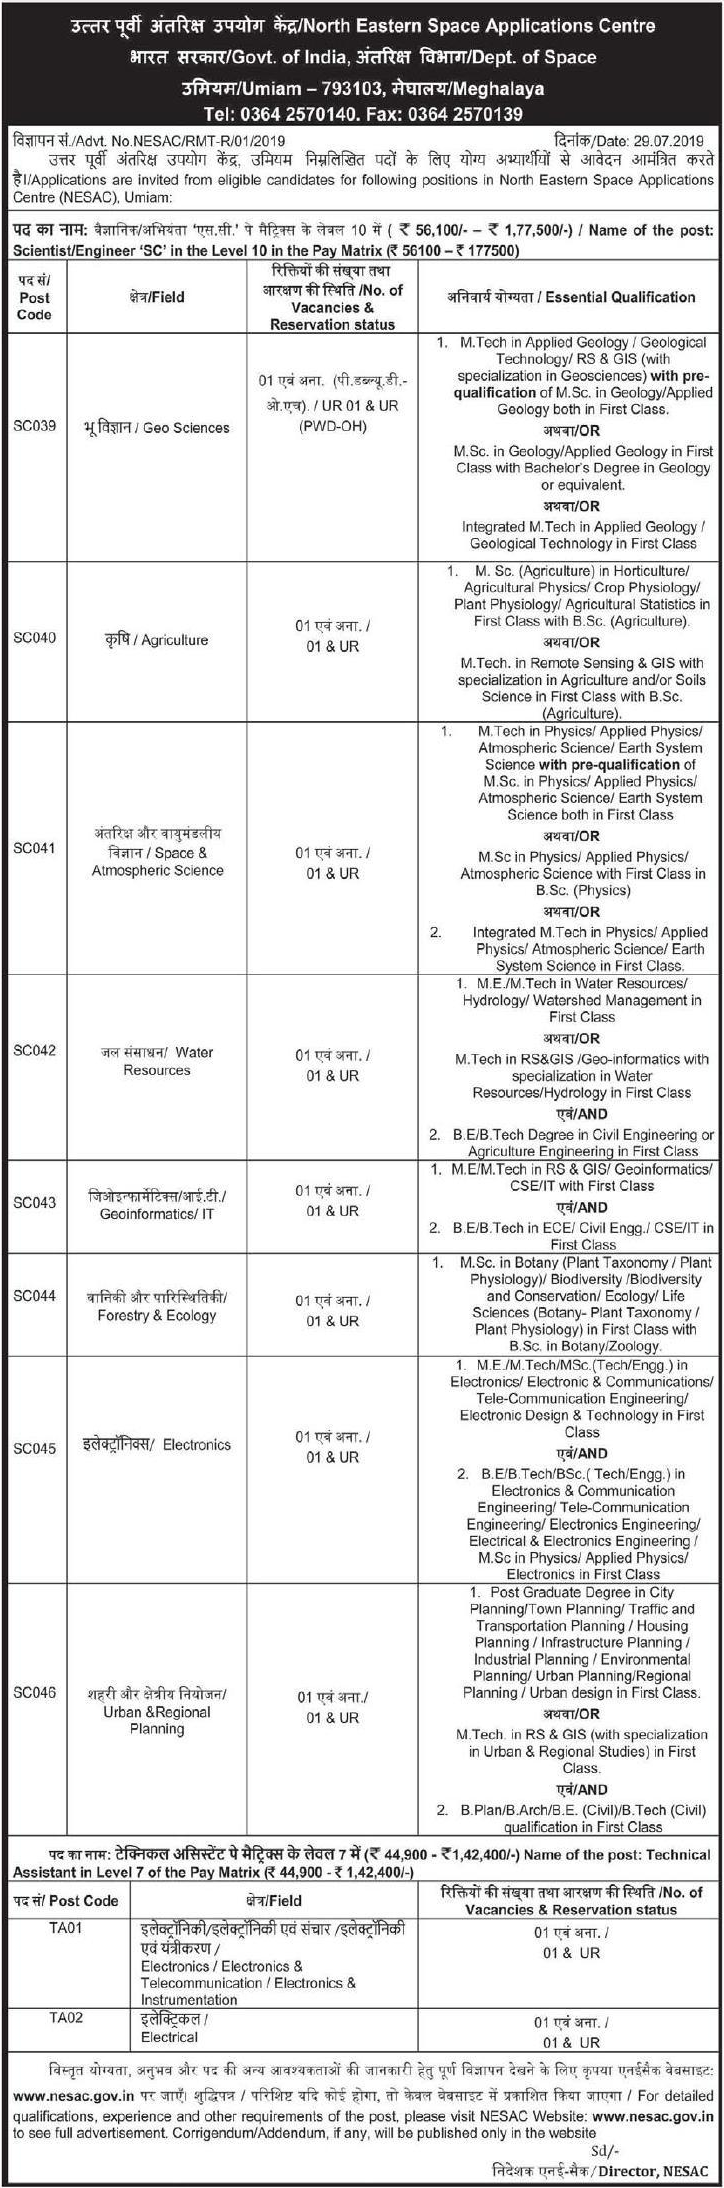 उत्तर पूर्वी अंतरिक्ष उपयोग केंद्र/North Eastern Space Applications Centre
भारत सरकार/Govt. of India, अंतरिक्ष विभाग/Dept. of Space
उमियम/Umiam – 793103, मेघालय/Meghalaya
Tel: 0364 2570140. Fax: 0364 2570139
विज्ञापन सं./Advt. No.NESAC/RMT-R/01/2019 दिनांक/Date: 29.07.2019
उत्तर पूर्वी अंतरिक्ष उपयोग केंद्र, उमियम निम्नलिखित पदों के लिए योग्य अभ्यार्थीयों से आवेदन आमंत्रित करते
है।/Applications are invited from eligible candidates for following positions in North Eastern Space Applications
Centre (NESAC), Umiam:
पद का नाम: वैज्ञानिक/अभियंता 'एस.सी.' पे मैट्रिक्स के लेवल 10 में ( ₹ 56,100/- – ₹ 1,77,500/-) / Name of the post:
Scientist/Engineer 'SC' in the Level 10 in the Pay Matrix (₹ 56100 – ₹ 177500)
पद सं/
Post
Code
क्षेत्र/Field
रिक्तियों की संख्या तथा
आरक्षण की स्थिति /No. of
Vacancies &
Reservation status
अनिवार्य योग्यता / Essential Qualification
SC039
भू विज्ञान / Geo Sciences
01 एवं अना. (पी.डब्ल्यू.डी.-
ओ.एच)। / UR 01 & UR
(PWD-OH)
1. M.Tech in Applied Geology / Geological
Technology/ RS & GIS (with
specialization in Geosciences) with pre-
qualification of M.Sc. in Geology/Applied
Geology both in First Class.
अथवा/OR
M.Sc. in Geology/Applied Geology in First
Class with Bachelor's Degree in Geology
or equivalent.
अथवा/OR
Integrated M.Tech in Applied Geology /
Geological Technology in First Class
SC040
कृषि / Agriculture
01 एवं अना. /
01 & UR
1. M. Sc. (Agriculture) in Horticulture/
Agricultural Physics/ Crop Physiology/
Plant Physiology/ Agricultural Statistics in
First Class with B.Sc. (Agriculture).
अथवा/OR
M.Tech. in Remote Sensing & GIS with
specialization in Agriculture and/or Soils
Science in First Class with B.Sc.
(Agriculture).
SC041
अंतरिक्ष और वायुमंडलीय
विज्ञान / Space &
Atmospheric Science
01 एवं अना. /
01 & UR
1. M.Tech in Physics/ Applied Physics/
Atmospheric Science/ Earth System
Science with pre-qualification of
M.Sc. in Physics/ Applied Physics/
Atmospheric Science/ Earth System
Science both in First Class
अथवा/OR
M.Sc in Physics/ Applied Physics/
Atmospheric Science with First Class in
B.Sc. (Physics)
अथवा/OR
2. Integrated M.Tech in Physics/ Applied
Physics/ Atmospheric Science/ Earth
System Science in First Class.
SC042
जल संसाधन/ Water
Resources
01 एवं अना. /
01 & UR
1. M.E./M.Tech in Water Resources/
Hydrology/ Watershed Management in
First Class
अथवा/OR
M.Tech in RS&GIS /Geo-informatics with
specialization in Water
Resources/Hydrology in First Class
एवं/AND
2. B.E/B.Tech Degree in Civil Engineering or
Agriculture Engineering in First Class
SC043
जिओइन्फार्मेटिक्स/आई.टी./
Geoinformatics/ IT
01 एवं अना. /
01 & UR
1. M.E/M.Tech in RS & GIS/ Geoinformatics/
CSE/IT with First Class
एवं/AND
2. B.E/B.Tech in ECE/ Civil Engg./ CSE/IT in
First Class
SC044
वानिकी और पारिस्थितिकी/
Forestry & Ecology
01 एवं अना. /
01 & UR
1. M.Sc. in Botany (Plant Taxonomy / Plant
Physiology)/ Biodiversity /Biodiversity
and Conservation/ Ecology/ Life
Sciences (Botany- Plant Taxonomy /
Plant Physiology) in First Class with
B.Sc. in Botany/Zoology.
SC045
इलेक्ट्रॉनिक्स/ Electronics
01 एवं अना. /
01 & UR
1. M.E./M.Tech/MSc.(Tech/Engg.) in
Electronics/ Electronic & Communications/
Tele-Communication Engineering/
Electronic Design & Technology in First
Class
एवं/AND
2. B.E/B.Tech/BSc.( Tech/Engg.) in
Electronics & Communication
Engineering/ Tele-Communication
Engineering/ Electronics Engineering/
Electrical & Electronics Engineering /
M.Sc in Physics/ Applied Physics/
Electronics in First Class
SC046
शहरी और क्षेत्रीय नियोजन/
Urban &Regional
Planning
01 एवं अना./
01 & UR
1. Post Graduate Degree in City
Planning/Town Planning/ Traffic and
Transportation Planning / Housing
Planning / Infrastructure Planning /
Industrial Planning / Environmental
Planning/ Urban Planning/Regional
Planning / Urban design in First Class.
अथवा/OR
M.Tech. in RS & GIS (with specialization
in Urban & Regional Studies) in First
Class.
एवं/AND
2. B.Plan/B.Arch/B.E. (Civil)/B.Tech (Civil)
qualification in First Class
पद का नाम: टेक्निकल असिस्टेंट पे मैट्रिक्स के लेवल 7 में (₹ 44,900 - ₹1,42,400/-) Name of the post: Technical
Assistant in Level 7 of the Pay Matrix (₹ 44,900 - ₹ 1,42,400/-)
पद सं/ Post Code
क्षेत्र/Field
रिक्तियों की संख्या तथा आरक्षण की स्थिति /No. of
Vacancies & Reservation status
TA01
इलेक्ट्रॉनिकी/इलेक्ट्रॉनिकी एवं संचार /इलेक्ट्रॉनिकी
एवं यंत्रीकरण /
Electronics / Electronics &
Telecommunication / Electronics &
Instrumentation
01 एवं अना. /
01 & UR
TA02
इलेक्ट्रिकल /
Electrical
01 एवं अना. /
01 & UR
विस्तृत योग्यता, अनुभव और पद की अन्य आवश्यकताओं की जानकारी हेतु पूर्ण विज्ञापन देखने के लिए कृपया एनईसैक वेबसाइट:
www.nesac.gov.in पर जाएँ। शुद्धिपत्र / परिशिष्ट यदि कोई होगा, तो केवल वेबसाइट में प्रकाशित किया जाएगा / For detailed
qualifications, experience and other requirements of the post, please visit NESAC Website: www.nesac.gov.in
to see full advertisement. Corrigendum/Addendum, if any, will be published only in the website
Sd/-
निदेशक एनई-सैक/Director, NESAC